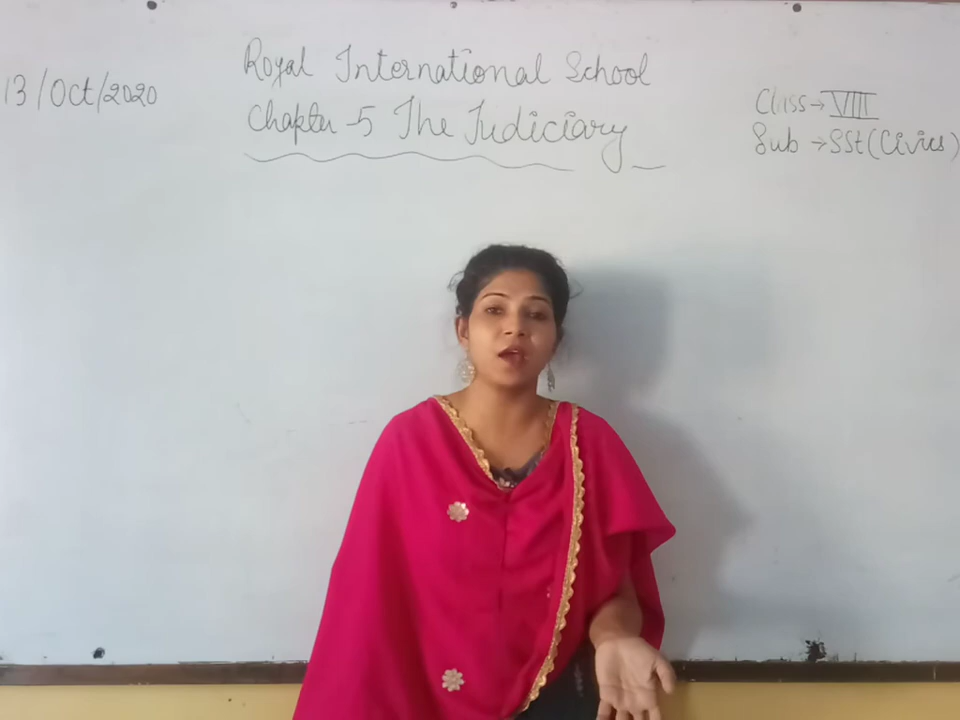 13/Oct/2020
Royal International School
Chapter-5 The Judiciary
Class→VIII
Sub →SSt(Civics)